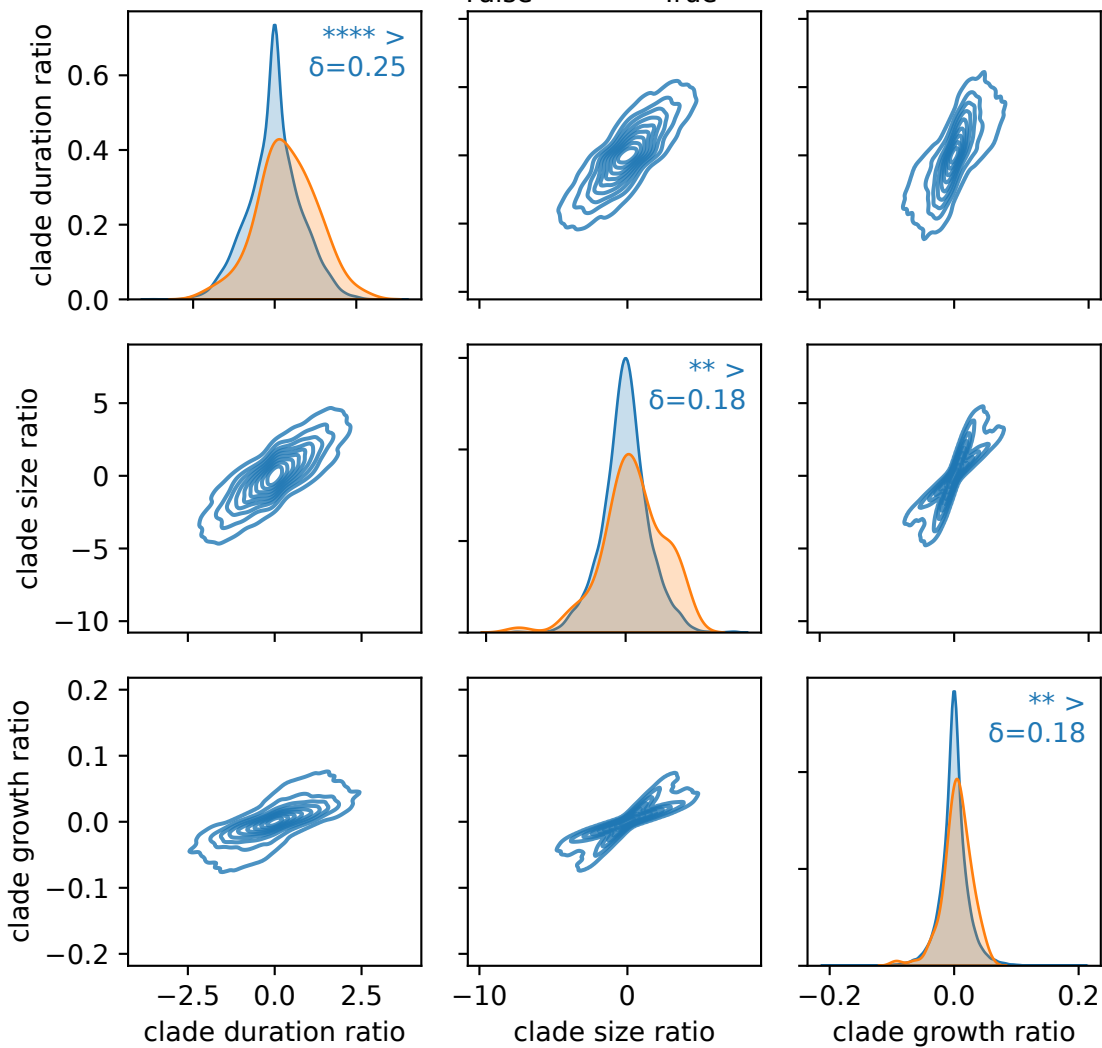 clade duration ratio
0.6
0.4
0.2
0.0
**** >
δ=0.25
clade size ratio
5
0
−5
−10
** >
δ=0.18
clade growth ratio
0.2
0.1
0.0
−0.1
−0.2
** >
δ=0.18
−2.5 0.0 2.5
−10 0
−0.2 0.0 0.2
clade duration ratio
clade size ratio
clade growth ratio